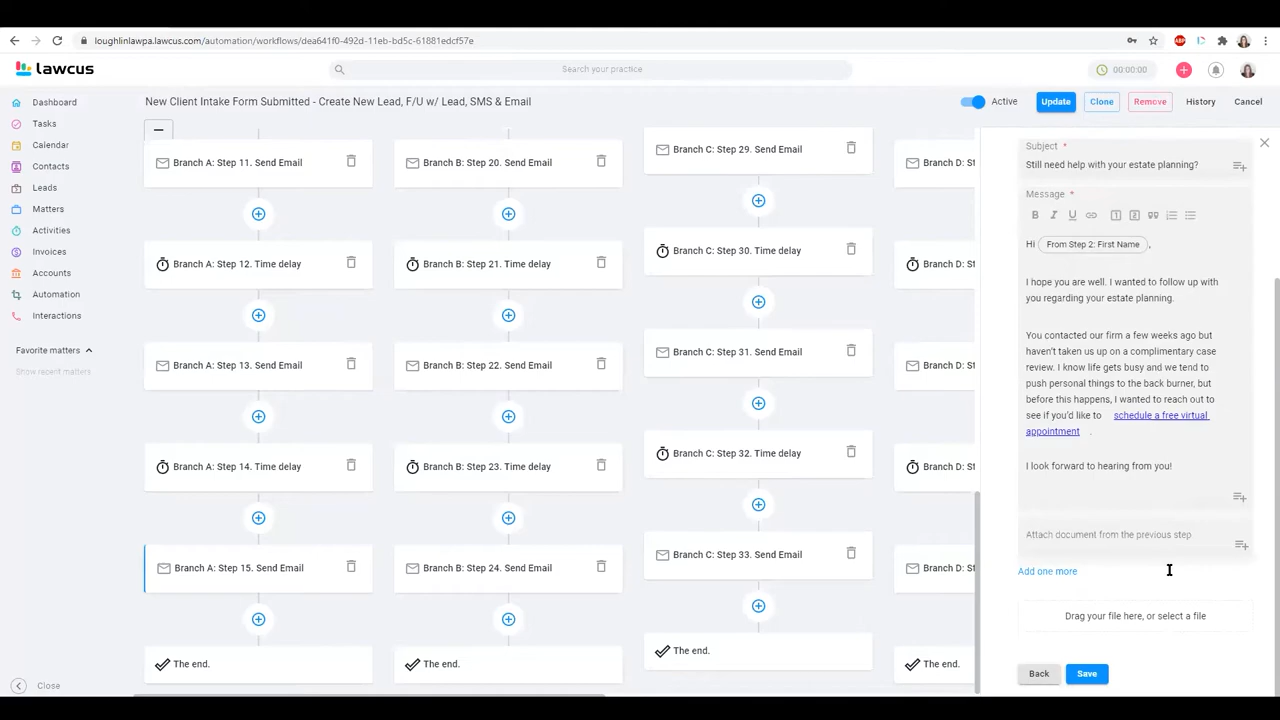 loughlinlawpa.lawcus.com/automation/workflows/dea641f0-492d-11eb-bd5c-61881edcf57e
ABP
lawcus
Search your practice
00:00:00
Dashboard
Tasks
Calendar
Contacts
Leads
Matters
Activities
Invoices
Accounts
Automation
Interactions
Favorite matters
Show recent matters
Close
New Client Intake Form Submitted - Create New Lead, F/U w/ Lead, SMS & Email
Active
Update
Clone
Remove
History
Cancel
Branch A: Step 11. Send Email
Branch A: Step 12. Time delay
Branch A: Step 13. Send Email
Branch A: Step 14. Time delay
Branch A: Step 15. Send Email
The end.
Branch B: Step 20. Send Email
Branch B: Step 21. Time delay
Branch B: Step 22. Send Email
Branch B: Step 23. Time delay
Branch B: Step 24. Send Email
The end.
Branch C: Step 29. Send Email
Branch C: Step 30. Time delay
Branch C: Step 31. Send Email
Branch C: Step 32. Time delay
Branch C: Step 33. Send Email
The end.
Branch D: St
Branch D: St
Branch D: St
Branch D: St
Branch D: St
The end.
Subject *
Still need help with your estate planning?
Message *
B I U
Hi From Step 2: First Name ,
I hope you are well. I wanted to follow up with
you regarding your estate planning.
You contacted our firm a few weeks ago but
haven't taken us up on a complimentary case
review. I know life gets busy and we tend to
push personal things to the back burner, but
before this happens, I wanted to reach out to
see if you'd like to schedule a free virtual
appointment .
I look forward to hearing from you!
Attach document from the previous step
Add one more
Drag your file here, or select a file
Back
Save